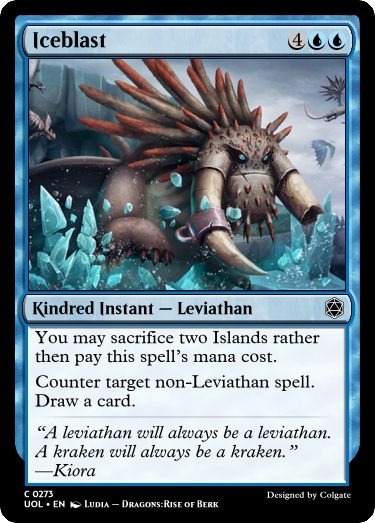 Iceblast 4
Kindred Instant — Leviathan
You may sacrifice two Islands rather
then pay this spell's mana cost.
Counter target non-Leviathan spell.
Draw a card.
"A leviathan will always be a leviathan.
A kraken will always be a kraken."
—Kiora
C 0273
UOL • EN Ludia — Dragons:Rise of Berk
Designed by Colgate